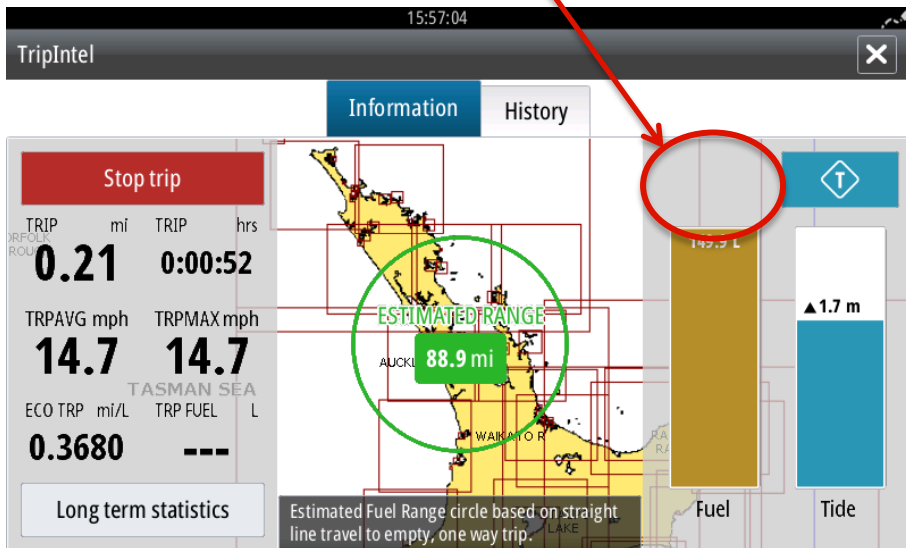 15:57:04
TripIntel
Information
History
Stop trip
TRIP mi TRIP hrs
0.21 0:00:52
TRPAVG mph TRPMAX mph
14.7 14.7
TASMAN SEA
ECO TRP mi/L TRP FUEL L
0.3680 ---
Long term statistics
ESTIMATED RANGE
88.9 mi
AUCKL
WAIKATO R
LAKE
Estimated Fuel Range circle based on straight
line travel to empty, one way trip.
149.9 L
Fuel
T
▲1.7 m
Tide